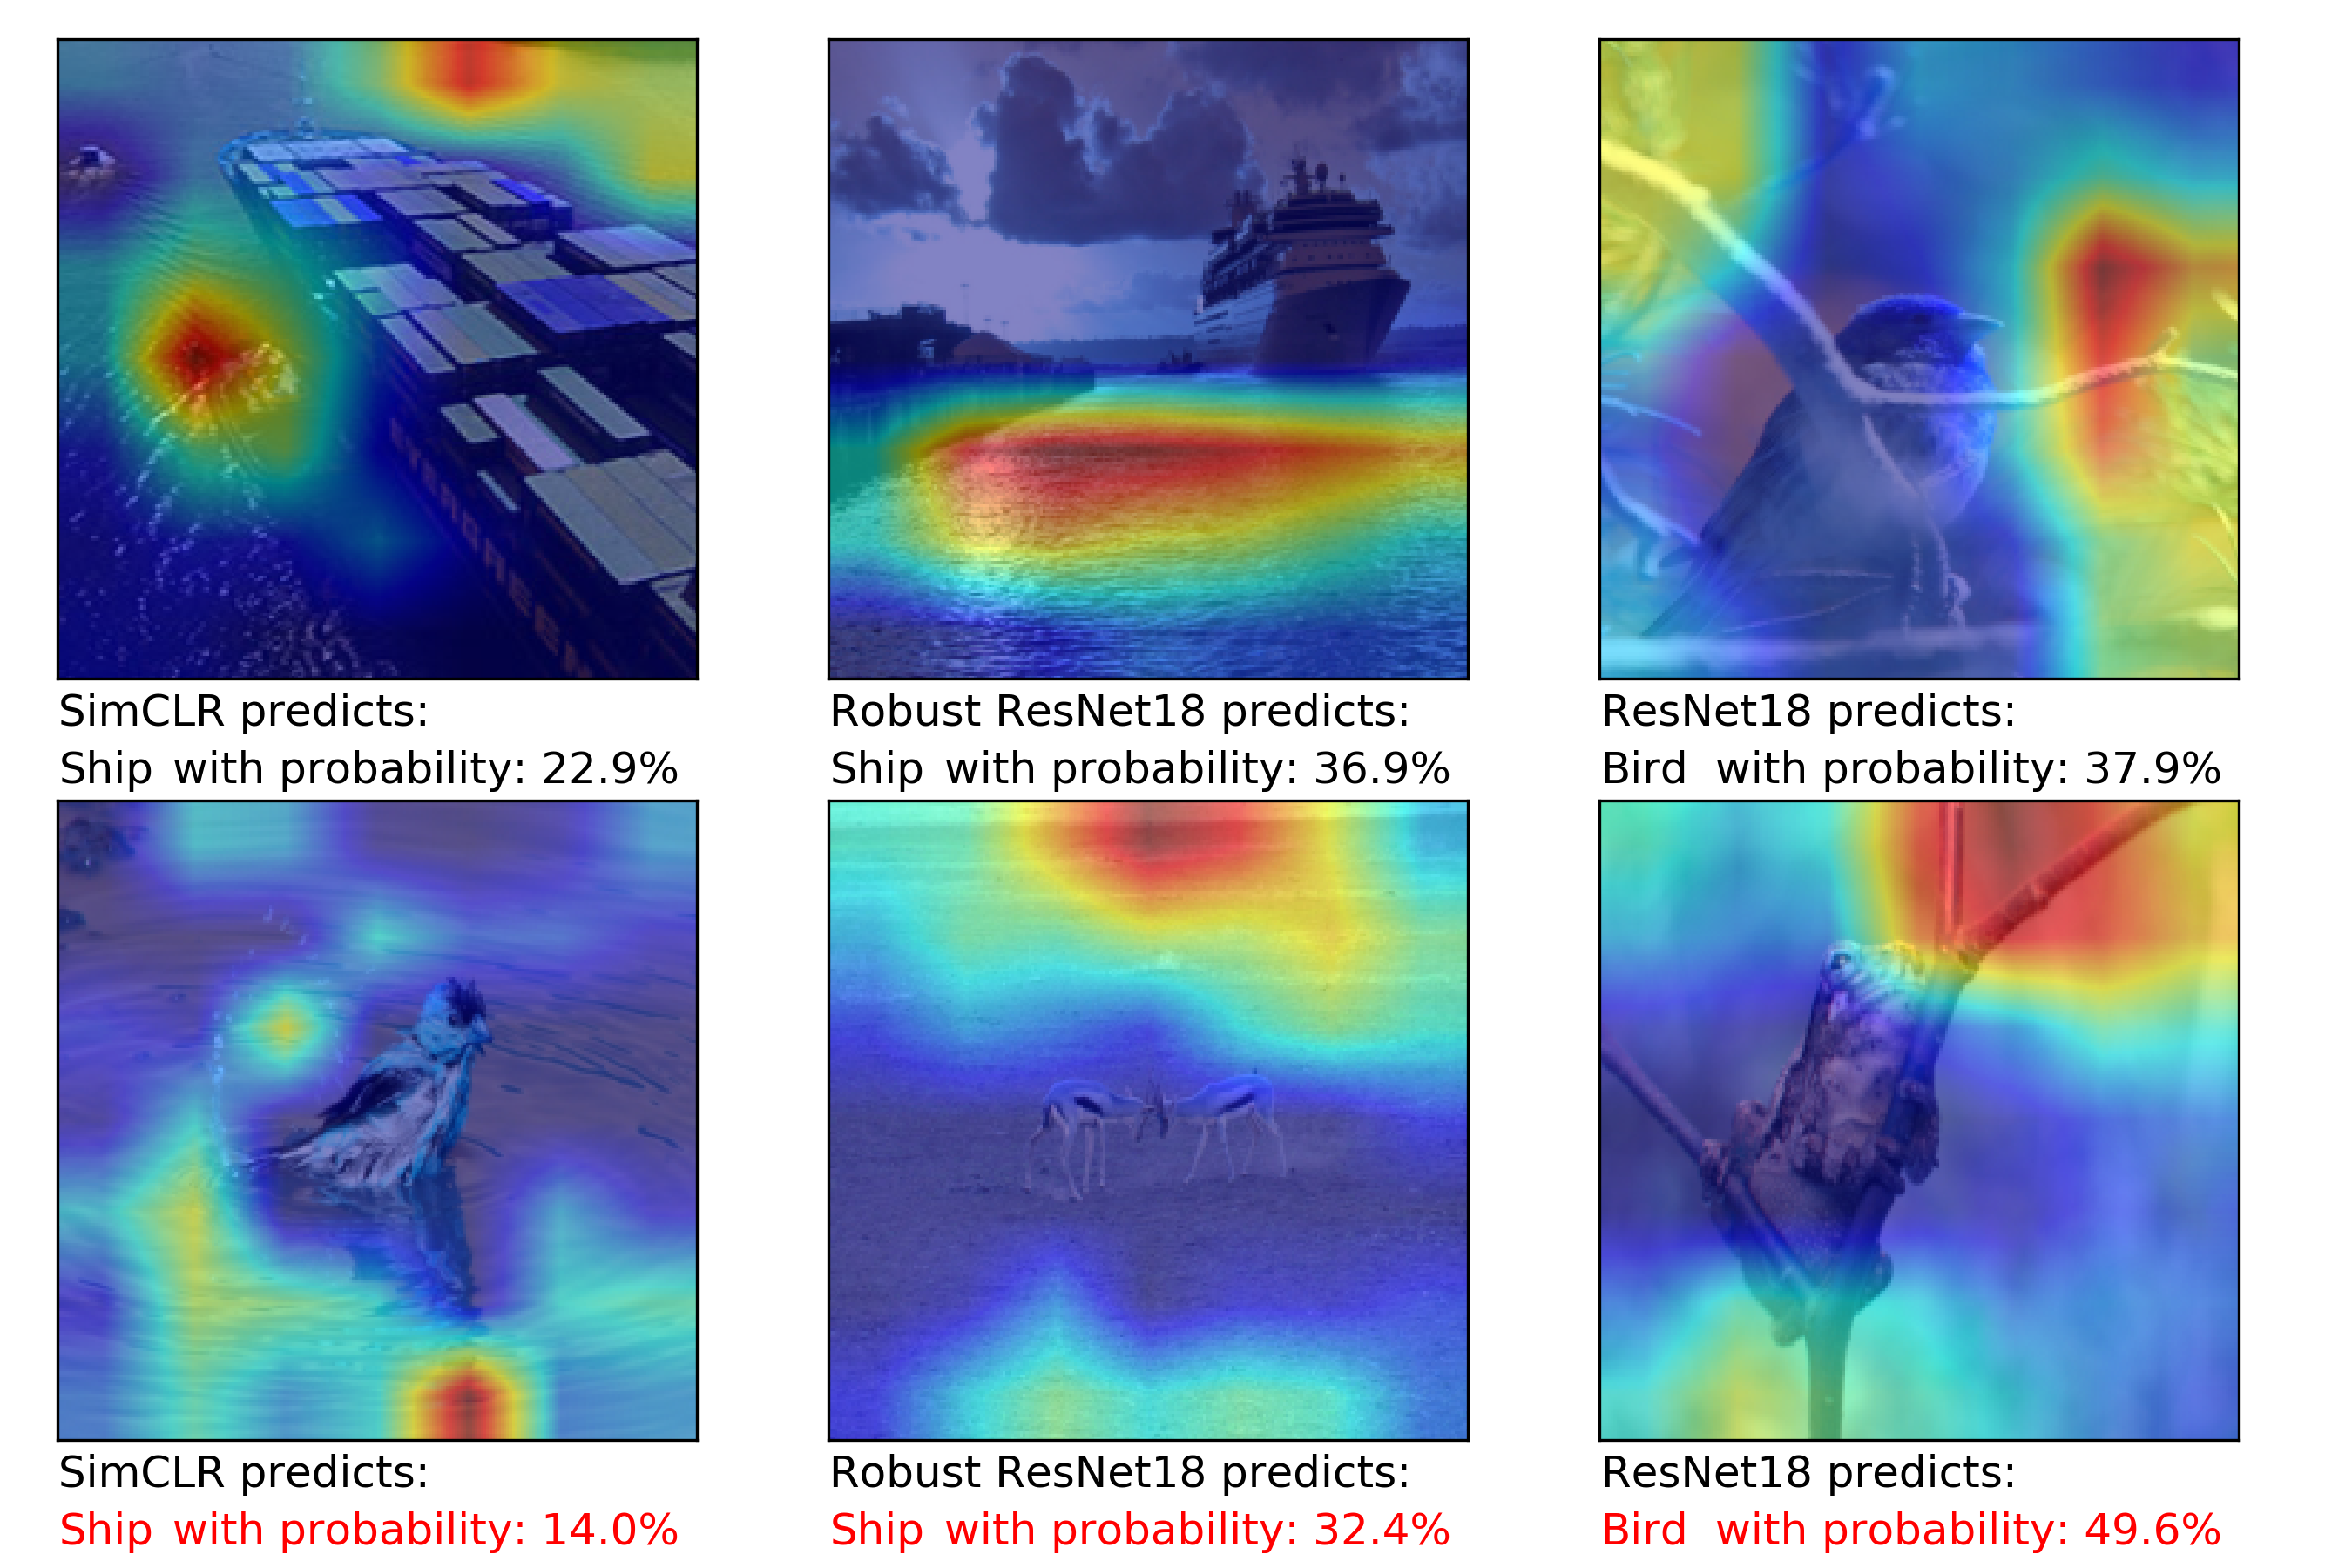 SimCLR predicts:
Ship with probability: 22.9%
Robust ResNet18 predicts:
Ship with probability: 36.9%
ResNet18 predicts:
Bird with probability: 37.9%
SimCLR predicts:
Ship with probability: 14.0%
Robust ResNet18 predicts:
Ship with probability: 32.4%
ResNet18 predicts:
Bird with probability: 49.6%